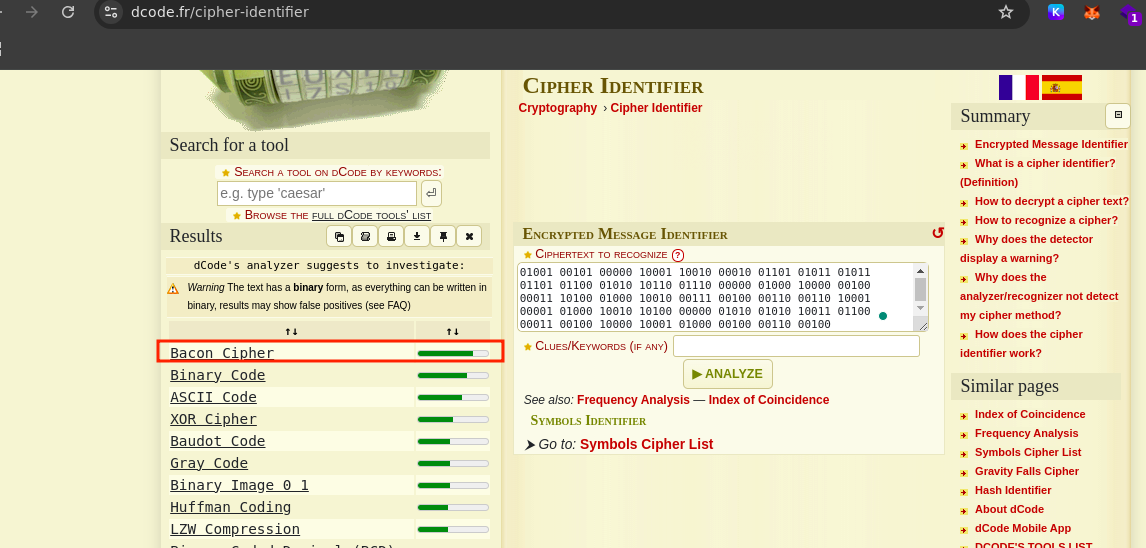 dcode.fr/cipher-identifier
K
1
CIPHER IDENTIFIER
Cryptography › Cipher Identifier
Search for a tool
SEARCH A TOOL ON DCODE BY KEYWORDS:
e.g. type 'caesar'
BROWSE THE FULL DCODE TOOLS' LIST
Results
dCode's analyzer suggests to investigate:
Warning The text has a binary form, as everything can be written in
binary, results may show false positives (see FAQ)
↑↓ ↑↓
Bacon Cipher
Binary Code
ASCII Code
XOR Cipher
Baudot Code
Gray Code
Binary Image 0 1
Huffman Coding
LZW Compression
ENCRYPTED MESSAGE IDENTIFIER
CIPHERTEXT TO RECOGNIZE ?
01001 00101 00000 10001 10010 00010 01101 01011 01011
01101 01100 01010 10110 01110 00000 01000 10000 00100
00011 10100 01000 10010 00111 00100 00110 00110 10001
00001 01000 10010 10100 00000 01010 01010 10011 01100
00011 00100 10000 10001 01000 00100 00110 00100
CLUES/KEYWORDS (IF ANY)
▶ ANALYZE
See also: Frequency Analysis — Index of Coincidence
SYMBOLS IDENTIFIER
➤ Go to: Symbols Cipher List
Summary
Encrypted Message Identifier
What is a cipher identifier?
(Definition)
How to decrypt a cipher text?
How to recognize a cipher?
Why does the detector
display a warning?
Why does the
analyzer/recognizer not detect
my cipher method?
How does the cipher
identifier work?
Similar pages
Index of Coincidence
Frequency Analysis
Symbols Cipher List
Gravity Falls Cipher
Hash Identifier
About dCode
dCode Mobile App
DCODE'S TOOLS LIST